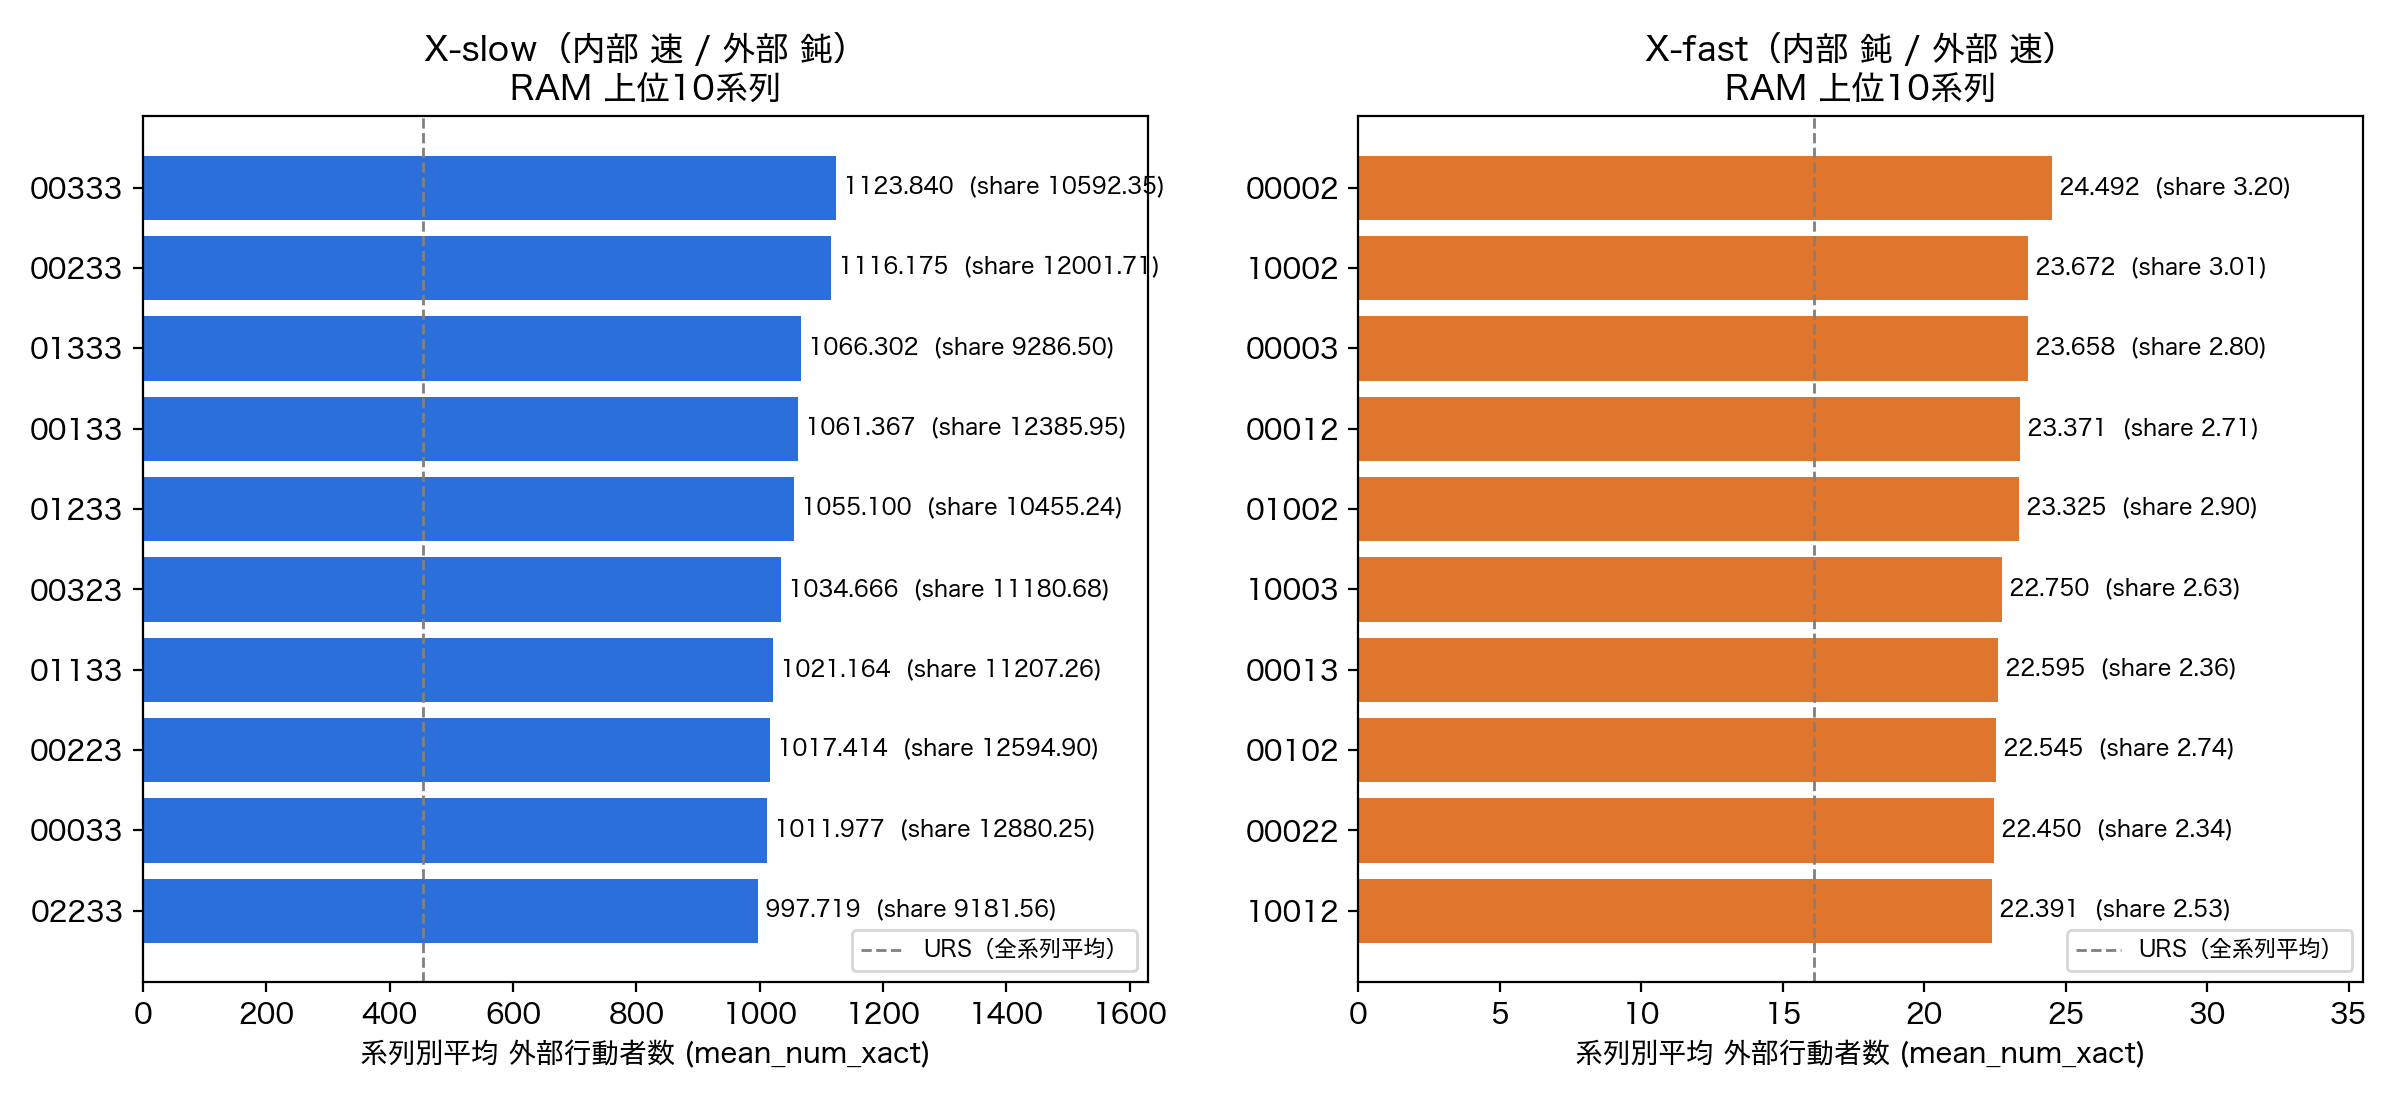 X-slow（内部 速 / 外部 鈍）
RAM 上位10系列
00333
1123.840 (share 10592.35)
00233
1116.175 (share 12001.71)
01333
1066.302 (share 9286.50)
00133
1061.367 (share 12385.95)
01233
1055.100 (share 10455.24)
00323
1034.666 (share 11180.68)
01133
1021.164 (share 11207.26)
00223
1017.414 (share 12594.90)
00033
1011.977 (share 12880.25)
02233
997.719 (share 9181.56)
URS（全系列平均）
0 200 400 600 800 1000 1200 1400 1600
系列別平均 外部行動者数 (mean_num_xact)
X-fast（内部 鈍 / 外部 速）
RAM 上位10系列
00002
24.492 (share 3.20)
10002
23.672 (share 3.01)
00003
23.658 (share 2.80)
00012
23.371 (share 2.71)
01002
23.325 (share 2.90)
10003
22.750 (share 2.63)
00013
22.595 (share 2.36)
00102
22.545 (share 2.74)
00022
22.450 (share 2.34)
10012
22.391 (share 2.53)
URS（全系列平均）
0 5 10 15 20 25 30 35
系列別平均 外部行動者数 (mean_num_xact)